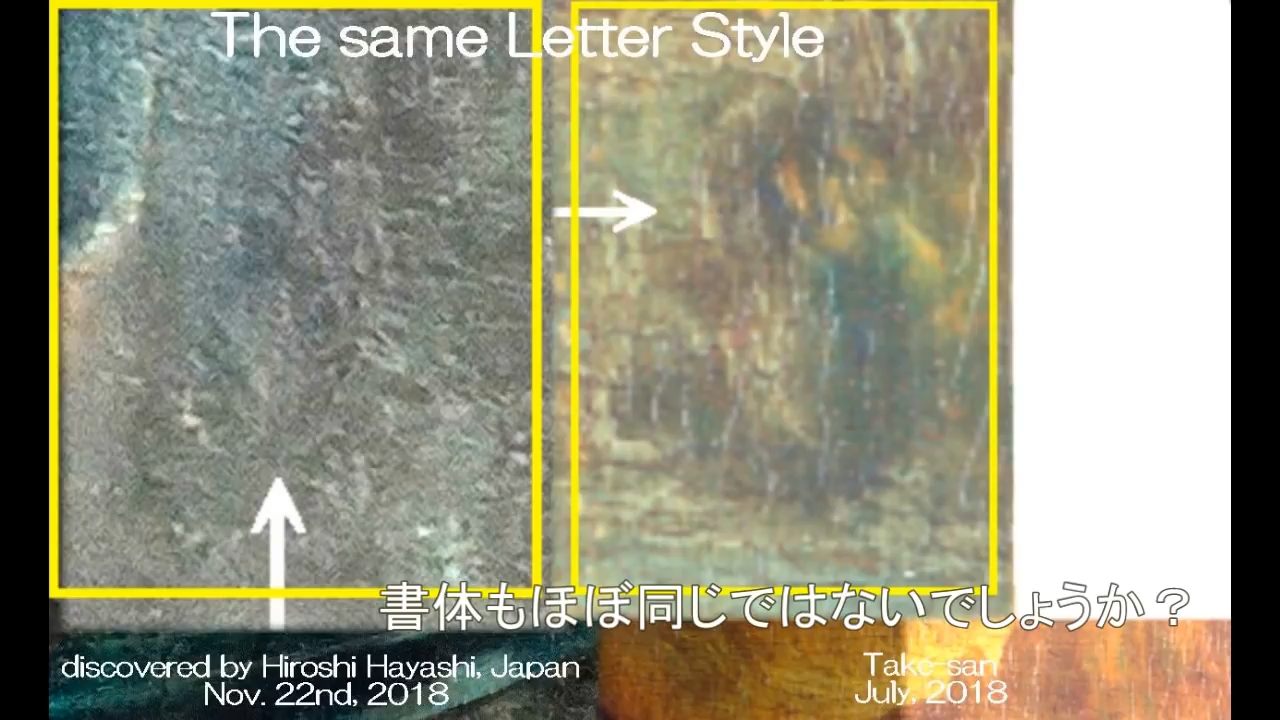 The same Letter Style
書体もほぼ同じではないでしょうか？
discovered by Hiroshi Hayashi, Japan
Nov. 22nd, 2018
Take-san
July, 2018